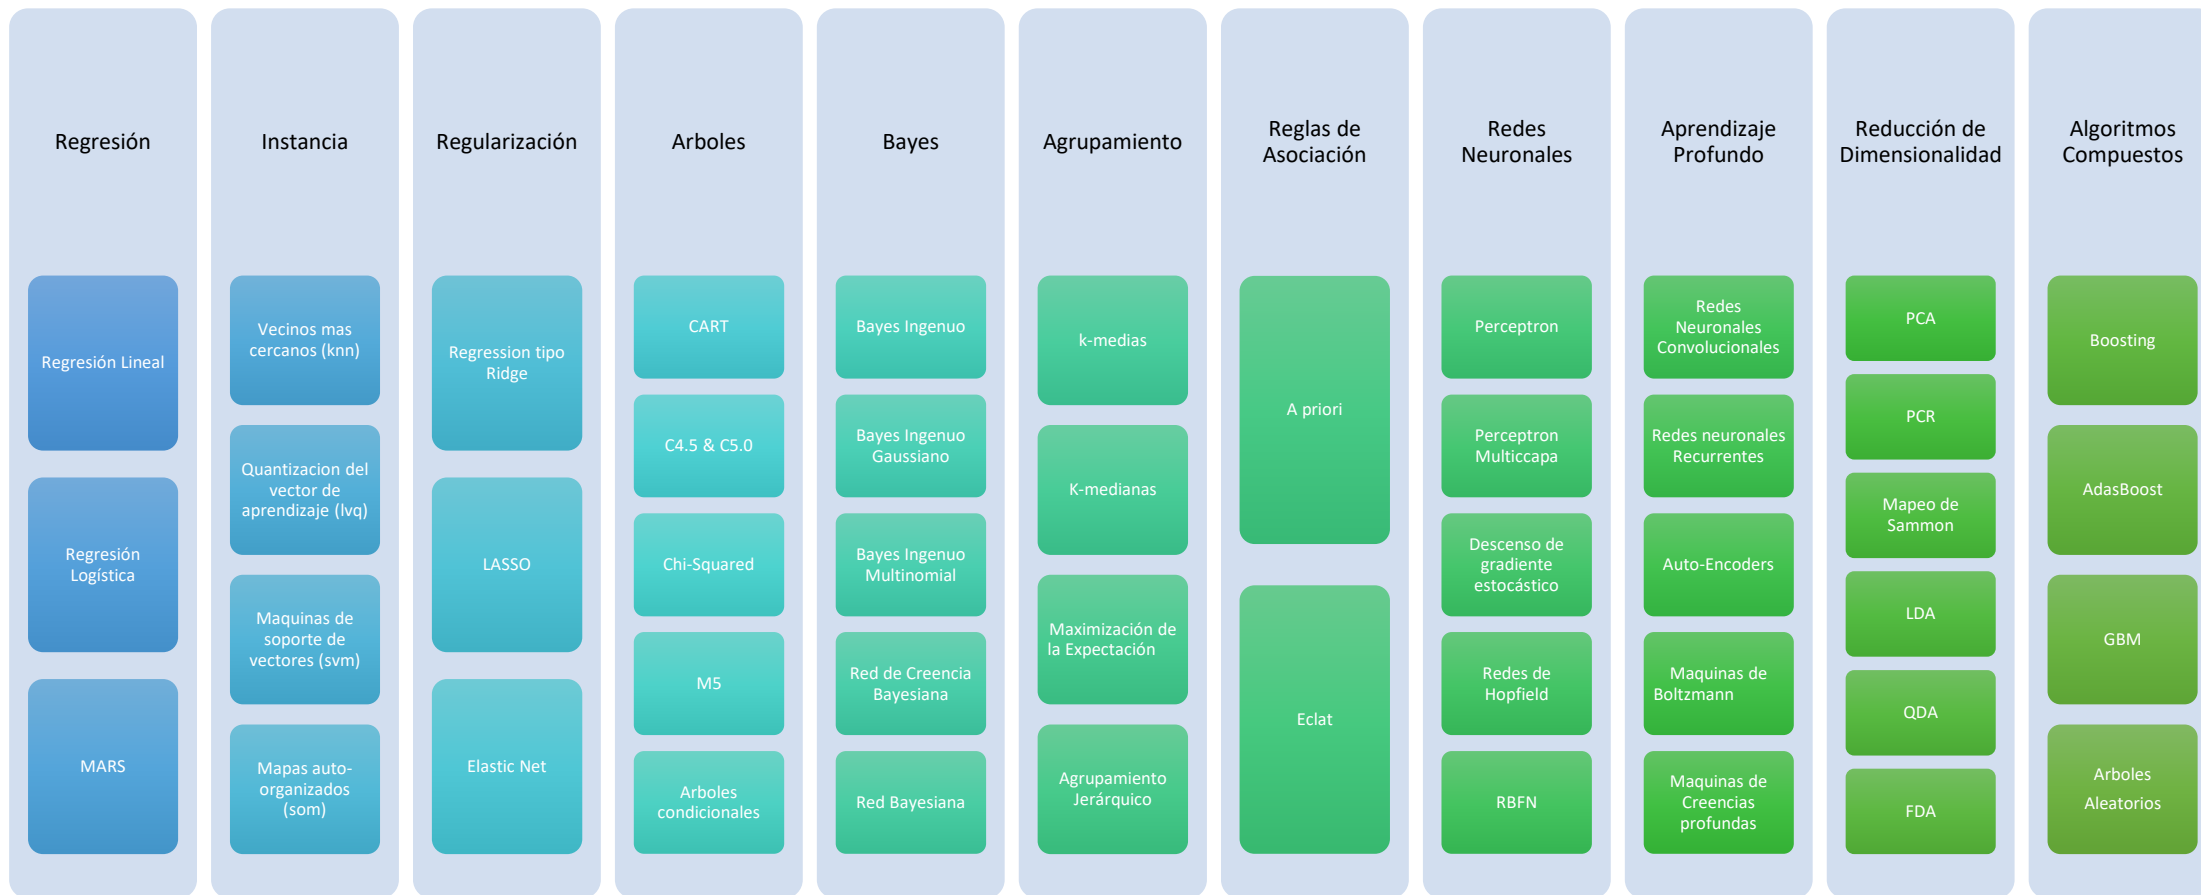 Regresión
Regresión Lineal
Regresión
Logística
MARS
Instancia
Vecinos mas
cercanos (knn)
Quantizacion del
vector de
aprendizaje (lvq)
Maquinas de
soporte de
vectores (svm)
Mapas auto-
organizados
(som)
Regularización
Regression tipo
Ridge
LASSO
Elastic Net
Arboles
CART
C4.5 & C5.0
Chi-Squared
M5
Arboles
condicionales
Bayes
Bayes Ingenuo
Bayes Ingenuo
Gaussiano
Bayes Ingenuo
Multinomial
Red de Creencia
Bayesiana
Red Bayesiana
Agrupamiento
k-medias
K-medianas
Maximización de
la Expectación
Agrupamiento
Jerárquico
Reglas de
Asociación
A priori
Eclat
Redes
Neuronales
Perceptron
Perceptron
Multiccapa
Descenso de
gradiente
estocástico
Redes de
Hopfield
RBFN
Aprendizaje
Profundo
Redes
Neuronales
Convolucionales
Redes neuronales
Recurrentes
Auto-Encoders
Maquinas de
Boltzmann
Maquinas de
Creencias
profundas
Reducción de
Dimensionalidad
PCA
PCR
Mapeo de
Sammon
LDA
QDA
FDA
Algoritmos
Compuestos
Boosting
AdasBoost
GBM
Arboles
Aleatorios